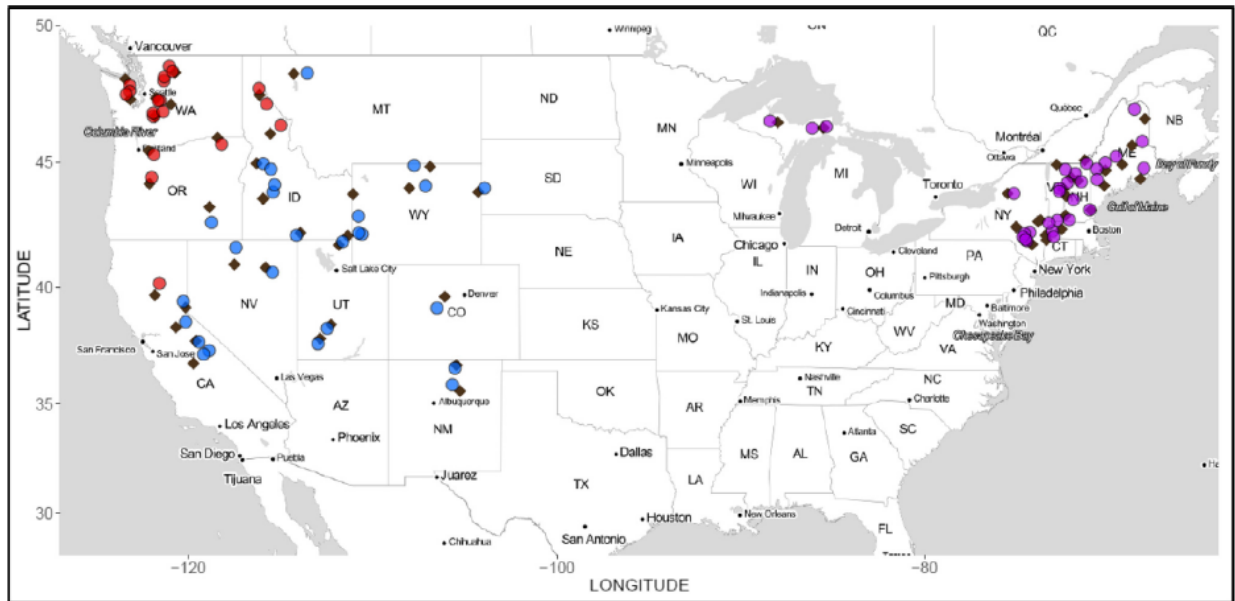 50
Winnipeg
ON
QC
Vancouver
Seattle
WA
MT
ND
MN
Québec
NB
Columbia River
Portland
Montréal
Ottawa
ME
Bay of Fundy
45
Minneapolis
OR
ID
SD
WI
MI
Toronto
VT
NH
Gulf of Maine
WY
NY
Milwaukee
Detroit
Boston
IA
Chicago
Cleveland
CT
NE
IL
IN
OH
PA
Salt Lake City
Pittsburgh
New York
NV
UT
Denver
Indianapolis
Columbus
Philadelphia
40
CO
Kansas City
Cincinnati
MD
Baltimore
Washington
St. Louis
WV
Chesapeake Bay
San Francisco
San Jose
KS
MO
KY
VA
CA
Las Vegas
Nashville
NC
OK
TN
35
AZ
Albuquerque
AR
Memphis
Charlotte
Los Angeles
NM
SC
Phoenix
Atlanta
San Diego
Puebla
Dallas
MS
AL
GA
Tijuana
Juarez
LA
Ha
TX
30
Houston
New Orleans
San Antonio
FL
Chihuahua
LATITUDE
−120
−100
−80
LONGITUDE